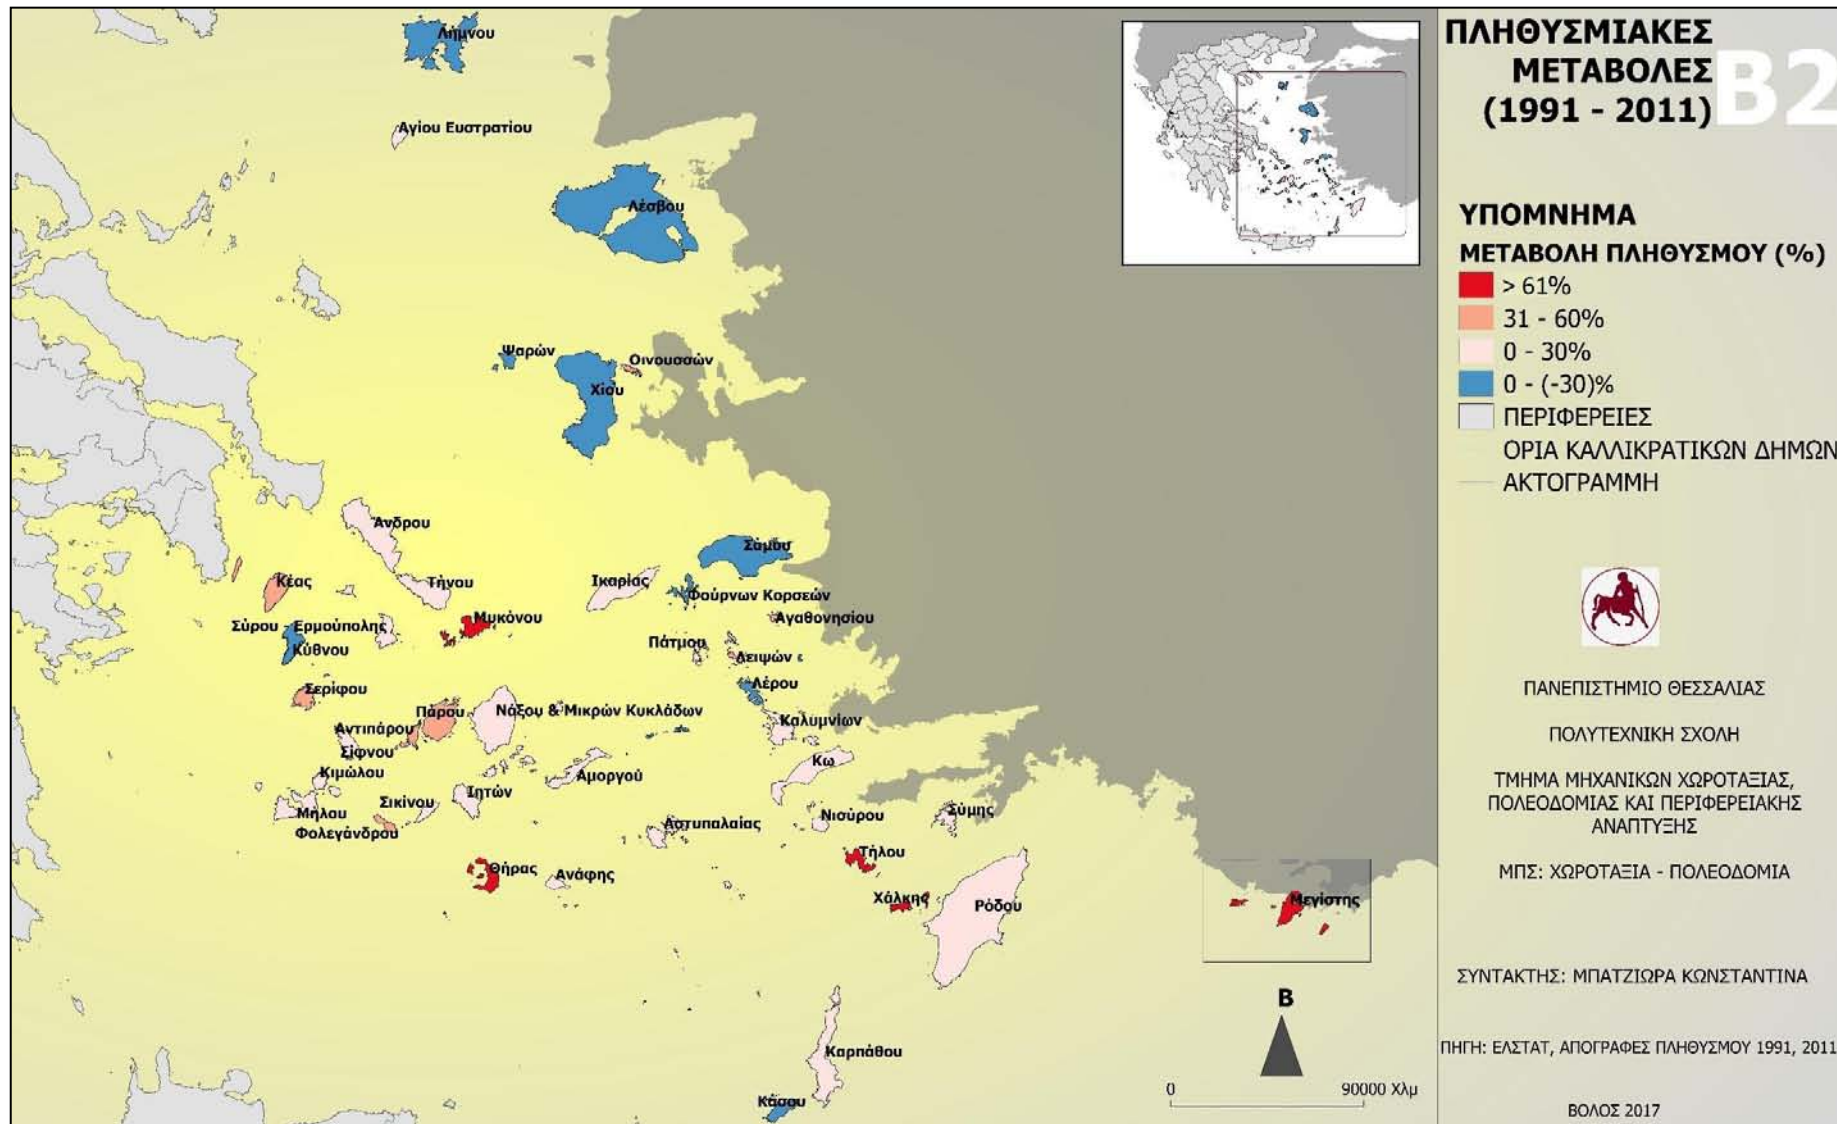 ΠΛΗΘΥΣΜΙΑΚΕΣ
ΜΕΤΑΒΟΛΕΣ
(1991 - 2011)
B2
ΥΠΟΜΝΗΜΑ
ΜΕΤΑΒΟΛΗ ΠΛΗΘΥΣΜΟΥ (%)
> 61%
31 - 60%
0 - 30%
0 - (-30)%
ΠΕΡΙΦΕΡΕΙΕΣ
ΟΡΙΑ ΚΑΛΛΙΚΡΑΤΙΚΩΝ ΔΗΜΩΝ
ΑΚΤΟΓΡΑΜΜΗ
ΠΑΝΕΠΙΣΤΗΜΙΟ ΘΕΣΣΑΛΙΑΣ
ΠΟΛΥΤΕΧΝΙΚΗ ΣΧΟΛΗ
ΤΜΗΜΑ ΜΗΧΑΝΙΚΩΝ ΧΩΡΟΤΑΞΙΑΣ,
ΠΟΛΕΟΔΟΜΙΑΣ ΚΑΙ ΠΕΡΙΦΕΡΕΙΑΚΗΣ
ΑΝΑΠΤΥΞΗΣ
ΜΠΣ: ΧΩΡΟΤΑΞΙΑ - ΠΟΛΕΟΔΟΜΙΑ
ΣΥΝΤΑΚΤΗΣ: ΜΠΑΤΖΙΩΡΑ ΚΩΝΣΤΑΝΤΙΝΑ
ΠΗΓΗ: ΕΛΣΤΑΤ, ΑΠΟΓΡΑΦΕΣ ΠΛΗΘΥΣΜΟΥ 1991, 2011
ΒΟΛΟΣ 2017
Λήμνου
Αγίου Ευστρατίου
Λέσβου
Ψαρών
Οινουσσών
Χίου
Άνδρου
Σάμου
Κέας
Τήνου
Ικαρίας
Φούρνων Κορσεών
Σύρου - Ερμούπολης
Μυκόνου
Αγαθονησίου
Κύθνου
Πάτμου
Λειψών
Σερίφου
Λέρου
Πάρου
Νάξου & Μικρών Κυκλάδων
Αντιπάρου
Καλυμνίων
Σίφνου
Κω
Κιμώλου
Αμοργού
Μήλου
Σικίνου
Ιητών
Φολεγάνδρου
Αστυπαλαίας
Νισύρου
Σύμης
Τήλου
Θήρας
Ανάφης
Χάλκης
Ρόδου
Μεγίστης
Καρπάθου
Κάσου
Β
0
90000 Χλμ